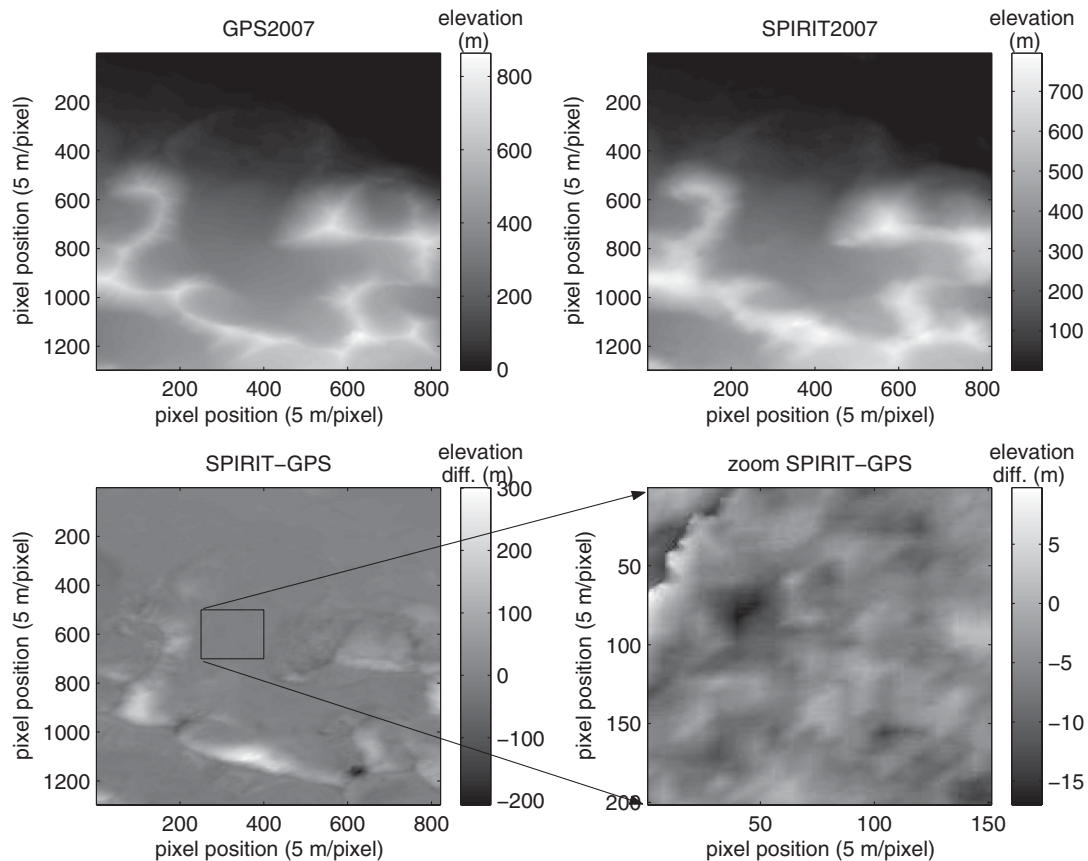 GPS2007
elevation
(m)
800
600
400
200
0
200
400
600
800
1000
1200
pixel position (5 m/pixel)
200 400 600 800
pixel position (5 m/pixel)
SPIRIT2007
elevation
(m)
700
600
500
400
300
200
100
200
400
600
800
1000
1200
pixel position (5 m/pixel)
200 400 600 800
pixel position (5 m/pixel)
SPIRIT−GPS
elevation
diff. (m)
300
200
100
0
−100
−200
200
400
600
800
1000
1200
pixel position (5 m/pixel)
200 400 600 800
pixel position (5 m/pixel)
zoom SPIRIT−GPS
elevation
diff. (m)
5
0
−5
−10
−15
50
100
150
200
pixel position (5 m/pixel)
50 100 150
pixel position (5 m/pixel)